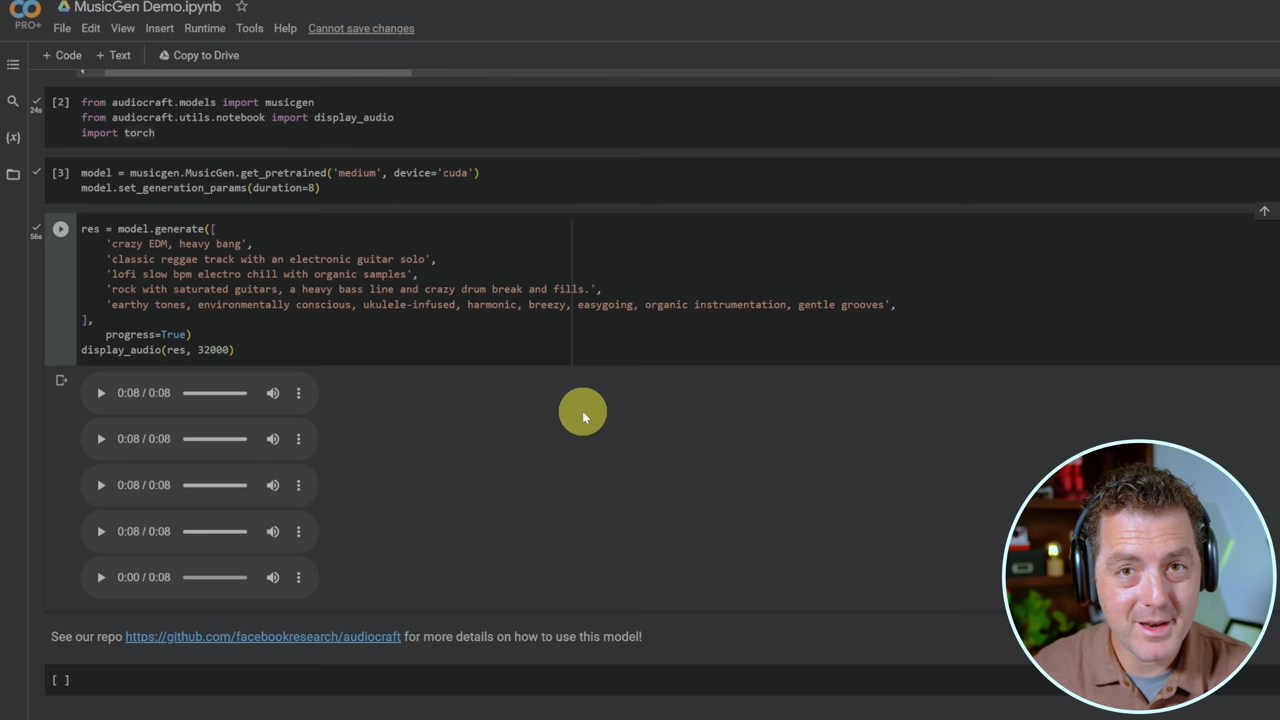 CO
PRO+
MusicGen Demo.ipynb
File Edit View Insert Runtime Tools Help Cannot save changes
+ Code + Text Copy to Drive
24s
[2] from audiocraft.models import musicgen
from audiocraft.utils.notebook import display_audio
import torch
{x}
[3] model = musicgen.MusicGen.get_pretrained('medium', device='cuda')
model.set_generation_params(duration=8)
56s
res = model.generate([
'crazy EDM, heavy bang',
'classic reggae track with an electronic guitar solo',
'lofi slow bpm electro chill with organic samples',
'rock with saturated guitars, a heavy bass line and crazy drum break and fills.',
'earthy tones, environmentally conscious, ukulele-infused, harmonic, breezy, easygoing, organic instrumentation, gentle grooves',
],
progress=True)
display_audio(res, 32000)
0:08 / 0:08
0:08 / 0:08
0:08 / 0:08
0:08 / 0:08
0:00 / 0:08
See our repo https://github.com/facebookresearch/audiocraft for more details on how to use this model!
[ ]